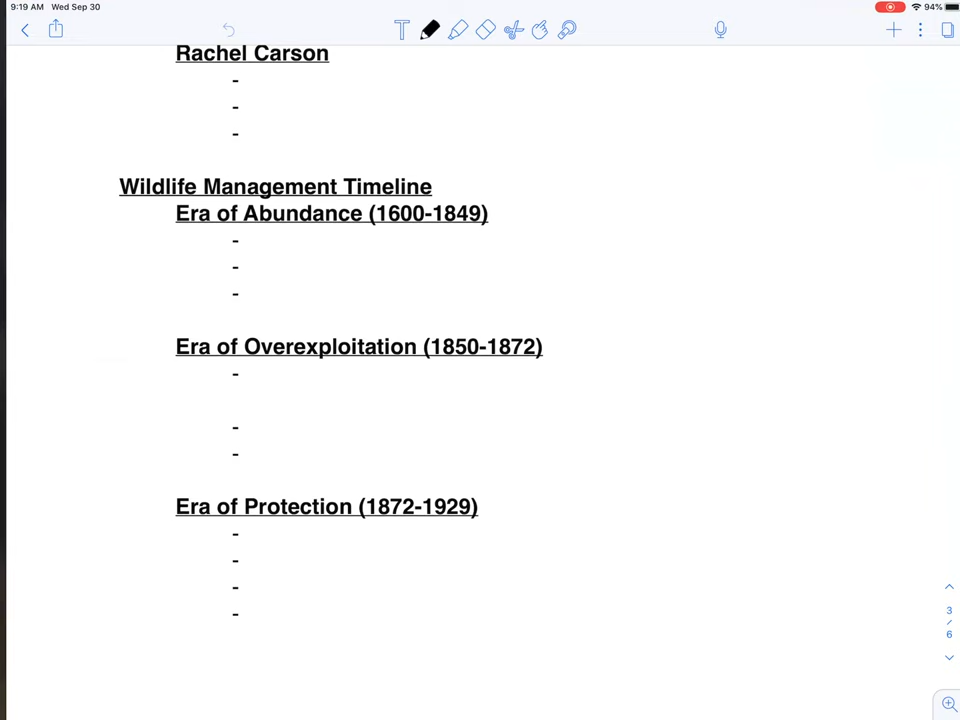 9:19 AM Wed Sep 30
94%
T
Rachel Carson
-
-
-
Wildlife Management Timeline
Era of Abundance (1600-1849)
-
-
-
Era of Overexploitation (1850-1872)
-
-
-
Era of Protection (1872-1929)
-
-
-
-
3
/
6